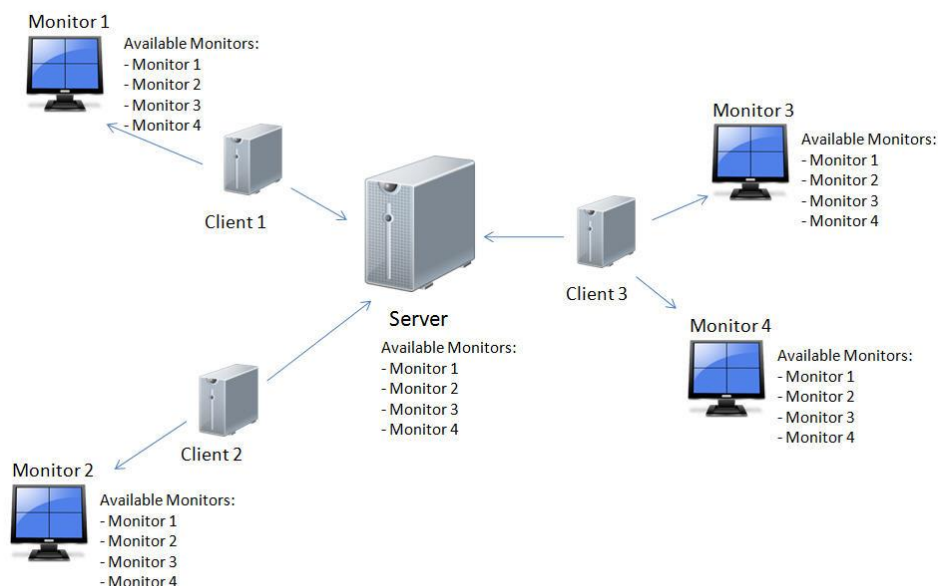 Monitor 1
Available Monitors:
- Monitor 1
- Monitor 2
- Monitor 3
- Monitor 4
Client 1
Monitor 3
Available Monitors:
- Monitor 1
- Monitor 2
- Monitor 3
- Monitor 4
Client 3
Server
Available Monitors:
- Monitor 1
- Monitor 2
- Monitor 3
- Monitor 4
Monitor 4
Available Monitors:
- Monitor 1
- Monitor 2
- Monitor 3
- Monitor 4
Client 2
Monitor 2
Available Monitors:
- Monitor 1
- Monitor 2
- Monitor 3
- Monitor 4